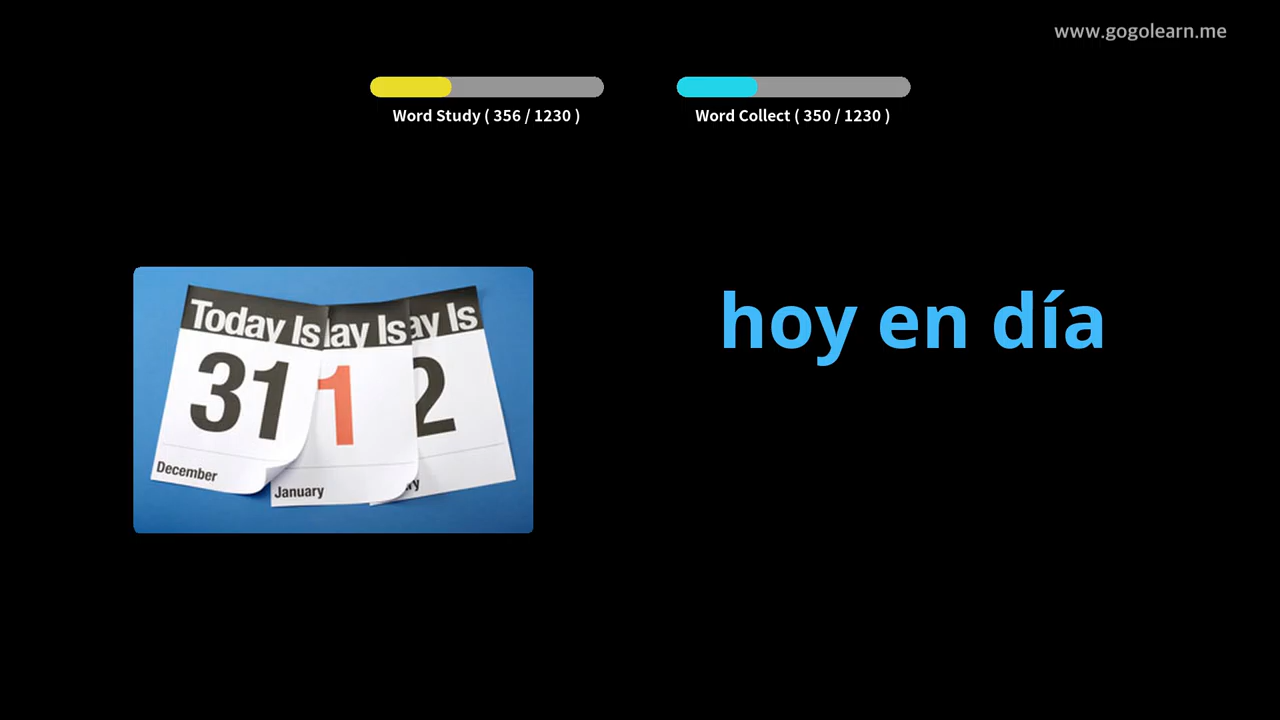 www.gogolearn.me
Word Study ( 356 / 1230 )
Word Collect ( 350 / 1230 )
Today Is
31
December
ay Is
1
January
ay Is
2
ry
hoy en día